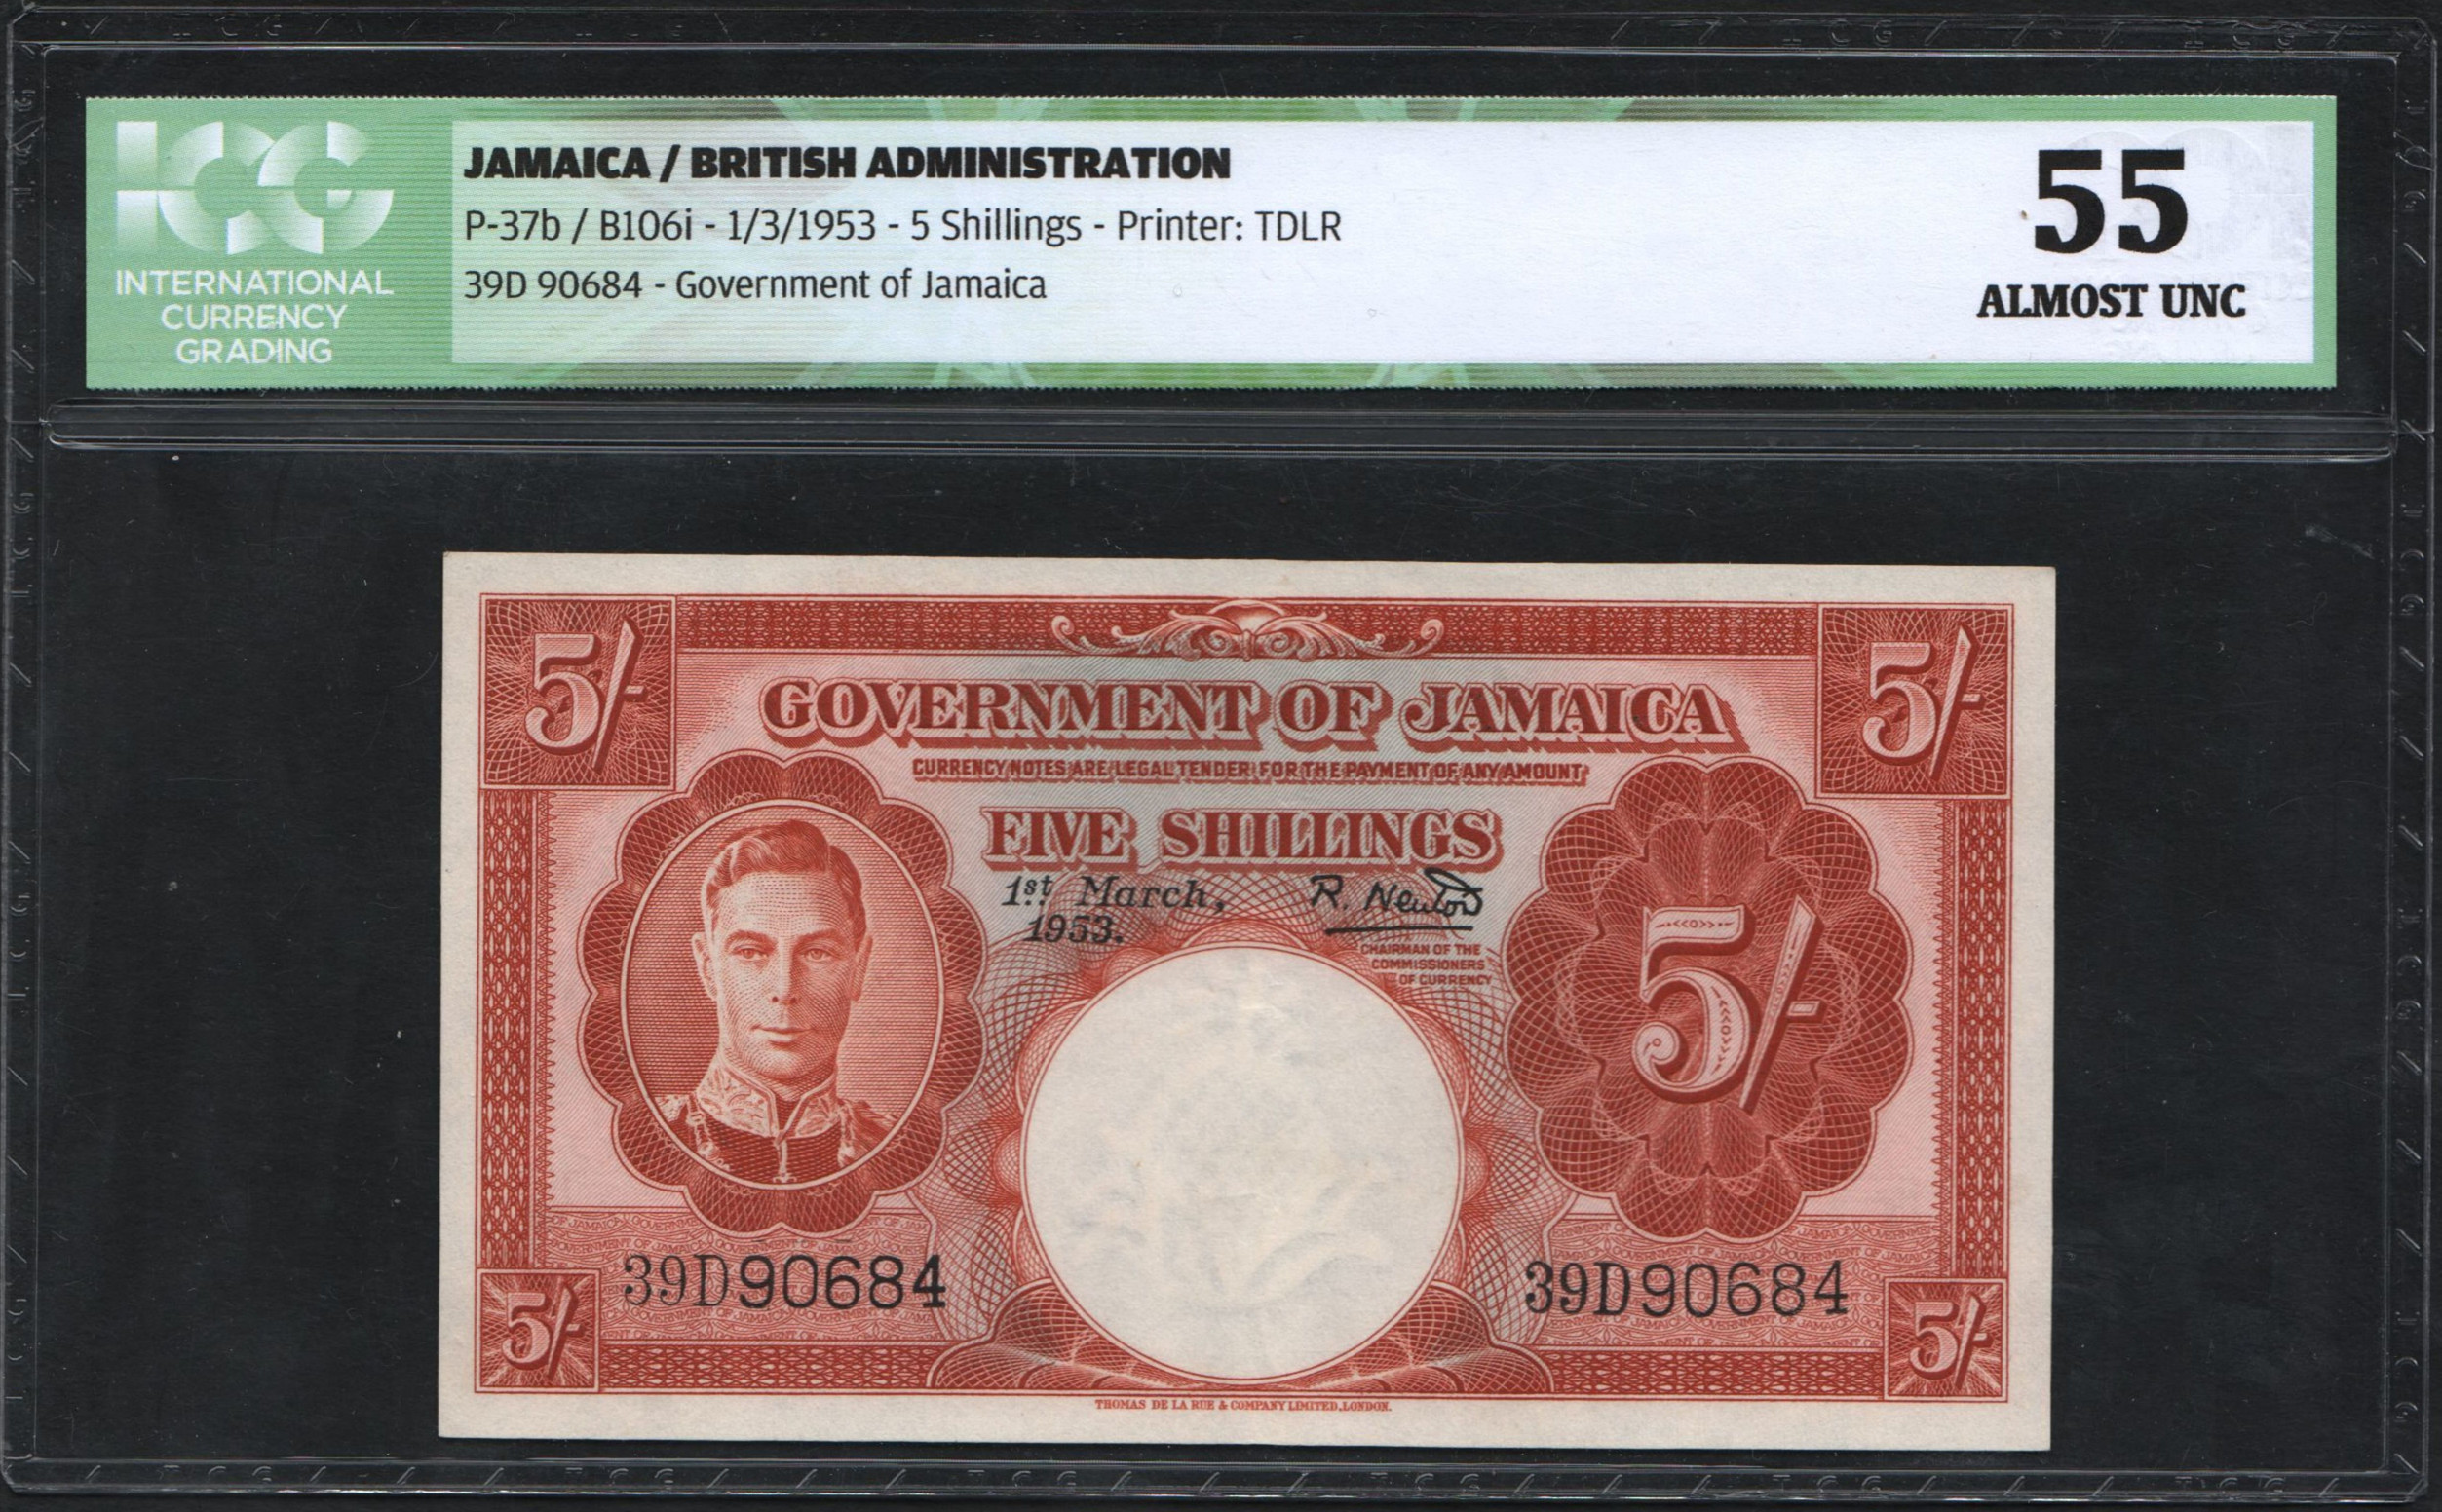 ICG
INTERNATIONAL
CURRENCY
GRADING
JAMAICA / BRITISH ADMINISTRATION
P-37b / B106i - 1/3/1953 - 5 Shillings - Printer: TDLR
39D 90684 - Government of Jamaica
55
ALMOST UNC
5/-
5/-
GOVERNMENT OF JAMAICA
CURRENCY NOTES ARE LEGAL TENDER FOR THE PAYMENT OF ANY AMOUNT
FIVE SHILLINGS
1st March,
1953.
R. Newton
CHAIRMAN OF THE
COMMISSIONERS
OF CURRENCY
5/-
39D90684
39D90684
5/-
5/-
THOMAS DE LA RUE & COMPANY LIMITED, LONDON.